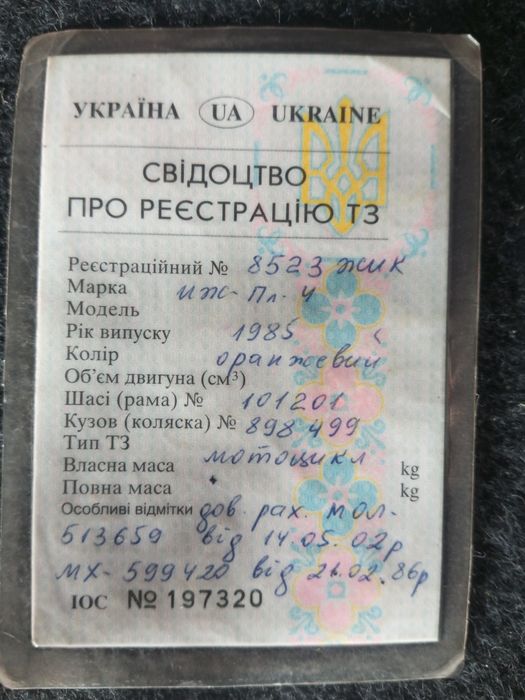 УКРАЇНА UA UKRAINE
СВІДОЦТВО
ПРО РЕЄСТРАЦІЮ ТЗ
Реєстраційний № 8523 жик
Марка иж-Пл-4
Модель
Рік випуску 1985
Колір оранжевий
Об'єм двигуна (см³)
Шасі (рама) № 101201
Кузов (коляска) № 898499
Тип ТЗ мотоцикл
Власна маса kg
Повна маса kg
Особливі відмітки дов. рах. МОЛ-
513659 від 14.05.02р
МХ-599420 від 02.86р
ІОС № 197320